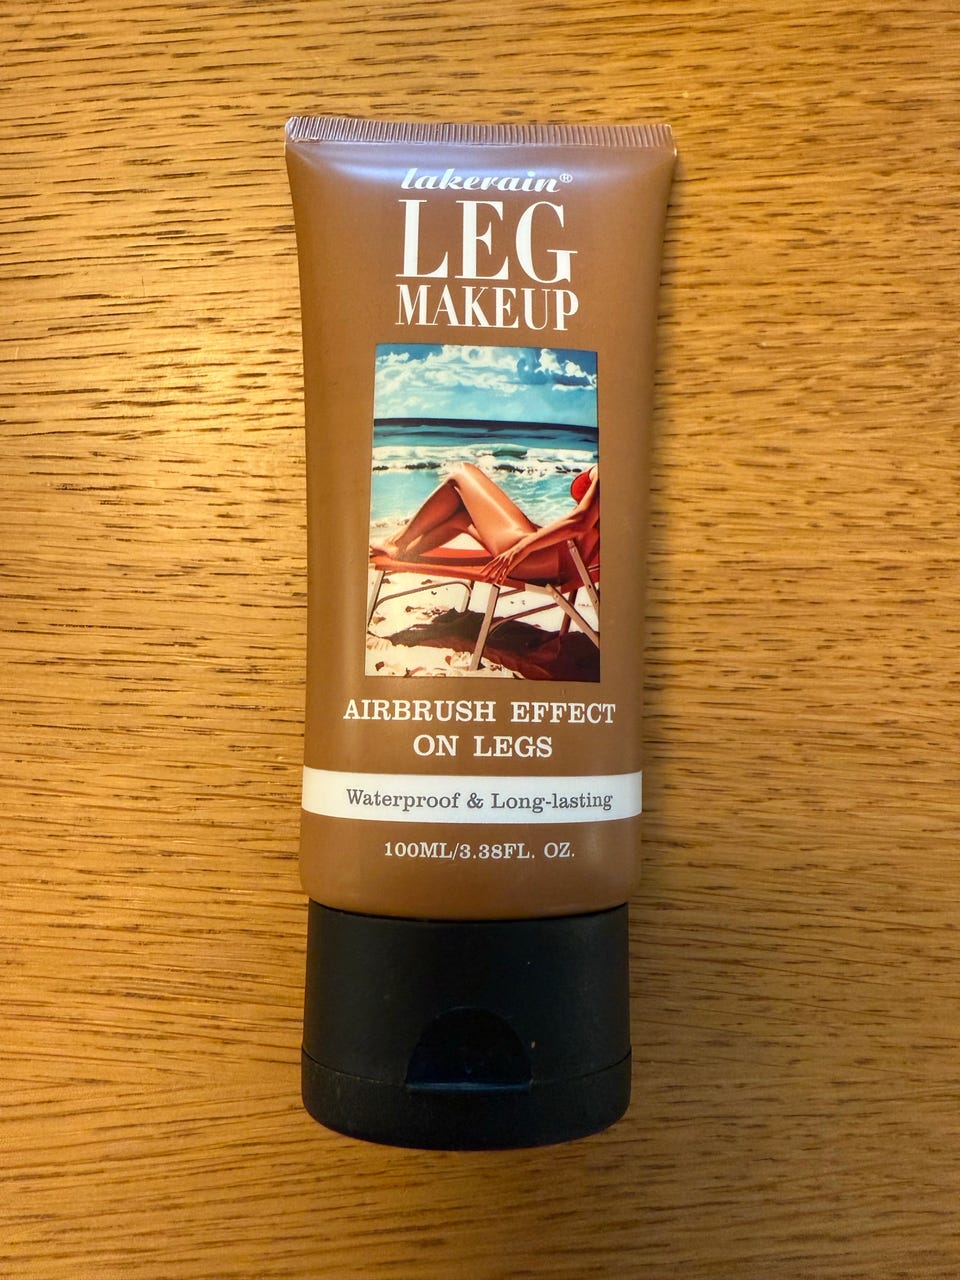 lakerain®
LEG
MAKEUP
AIRBRUSH EFFECT
ON LEGS
Waterproof & Long-lasting
100ML/3.38FL. OZ.